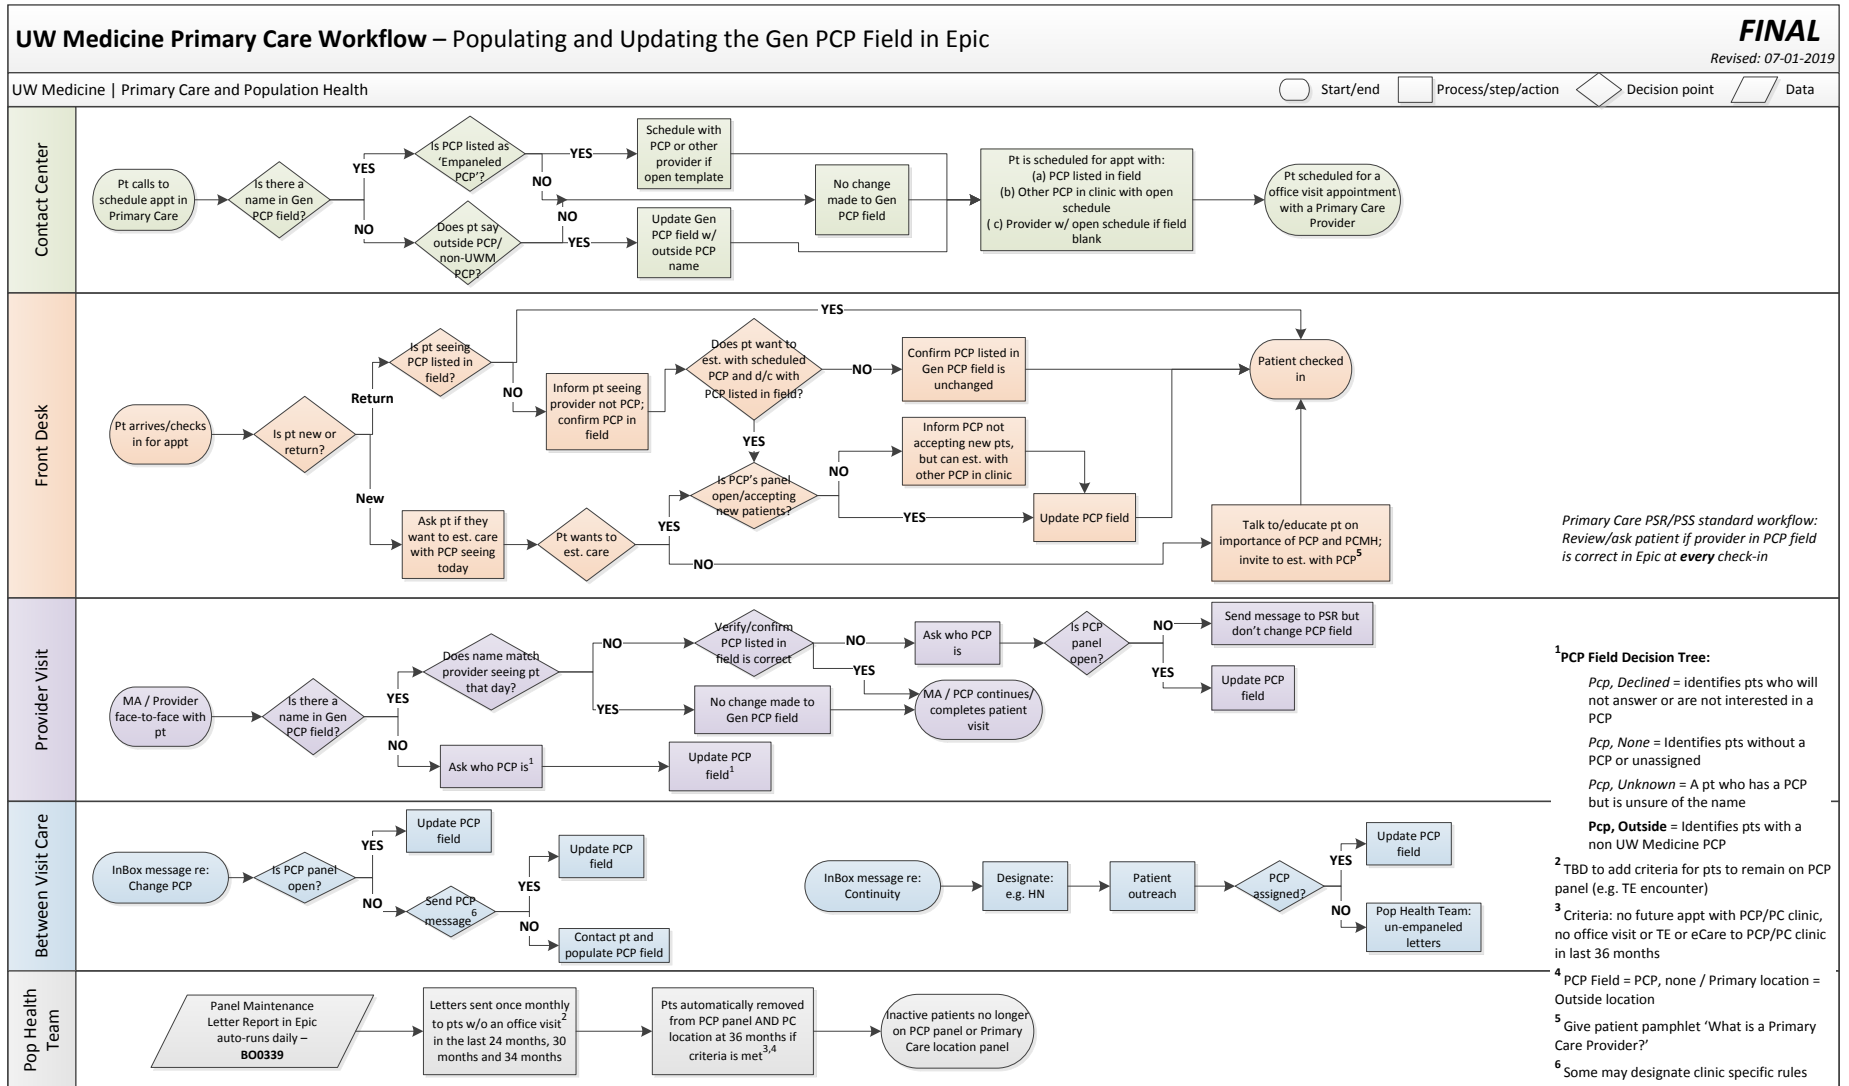 UW Medicine Primary Care Workflow – Populating and Updating the Gen PCP Field in Epic
FINAL
Revised: 07-01-2019
UW Medicine | Primary Care and Population Health
Start/end
Process/step/action
Decision point
Data
Contact Center
Pt calls to
schedule appt in
Primary Care
Is there a
name in Gen
PCP field?
YES
NO
Is PCP listed as
‘Empaneled
PCP’?
YES
NO
Does pt say
outside PCP/
non-UWM
PCP?
NO
YES
Schedule with
PCP or other
provider if
open template
Update Gen
PCP field w/
outside PCP
name
No change
made to Gen
PCP field
Pt is scheduled for appt with:
(a) PCP listed in field
(b) Other PCP in clinic with open
schedule
( c) Provider w/ open schedule if field
blank
Pt scheduled for a
office visit appointment
with a Primary Care
Provider
Front Desk
Pt arrives/checks
in for appt
Is pt new or
return?
Return
New
Is pt seeing
PCP listed in
field?
YES
NO
Inform pt seeing
provider not PCP;
confirm PCP in
field
Does pt want to
est. with scheduled
PCP and d/c with
PCP listed in field?
NO
YES
Confirm PCP listed in
Gen PCP field is
unchanged
Patient checked
in
Ask pt if they
want to est. care
with PCP seeing
today
Pt wants to
est. care
YES
NO
Is PCP’s panel
open/accepting
new patients?
NO
YES
Inform PCP not
accepting new pts,
but can est. with
other PCP in clinic
Update PCP field
Talk to/educate pt on
importance of PCP and PCMH;
invite to est. with PCP5
Primary Care PSR/PSS standard workflow:
Review/ask patient if provider in PCP field
is correct in Epic at every check-in
Provider Visit
MA / Provider
face-to-face with
pt
Is there a
name in Gen
PCP field?
YES
NO
Does name match
provider seeing pt
that day?
NO
YES
Verify/confirm
PCP listed in
field is correct
NO
YES
Ask who PCP
is
Is PCP
panel
open?
NO
YES
Send message to PSR but
don’t change PCP field
Update PCP
field
No change made to
Gen PCP field
MA / PCP continues/
completes patient
visit
Ask who PCP is1
Update PCP
field1
Between Visit Care
InBox message re:
Change PCP
Is PCP panel
open?
YES
NO
Update PCP
field
Send PCP
message6
YES
NO
Update PCP
field
Contact pt and
populate PCP field
InBox message re:
Continuity
Designate:
e.g. HN
Patient
outreach
PCP
assigned?
YES
NO
Update PCP
field
Pop Health Team:
un-empaneled
letters
Pop Health
Team
Panel Maintenance
Letter Report in Epic
auto-runs daily –
BO0339
Letters sent once monthly
to pts w/o an office visit2
in the last 24 months, 30
months and 34 months
Pts automatically removed
from PCP panel AND PC
location at 36 months if
criteria is met3,4
Inactive patients no longer
on PCP panel or Primary
Care location panel
1PCP Field Decision Tree:
Pcp, Declined = identifies pts who will
not answer or are not interested in a
PCP
Pcp, None = Identifies pts without a
PCP or unassigned
Pcp, Unknown = A pt who has a PCP
but is unsure of the name
Pcp, Outside = Identifies pts with a
non UW Medicine PCP
2 TBD to add criteria for pts to remain on PCP
panel (e.g. TE encounter)
3 Criteria: no future appt with PCP/PC clinic,
no office visit or TE or eCare to PCP/PC clinic
in last 36 months
4 PCP Field = PCP, none / Primary location =
Outside location
5 Give patient pamphlet ‘What is a Primary
Care Provider?’
6 Some may designate clinic specific rules